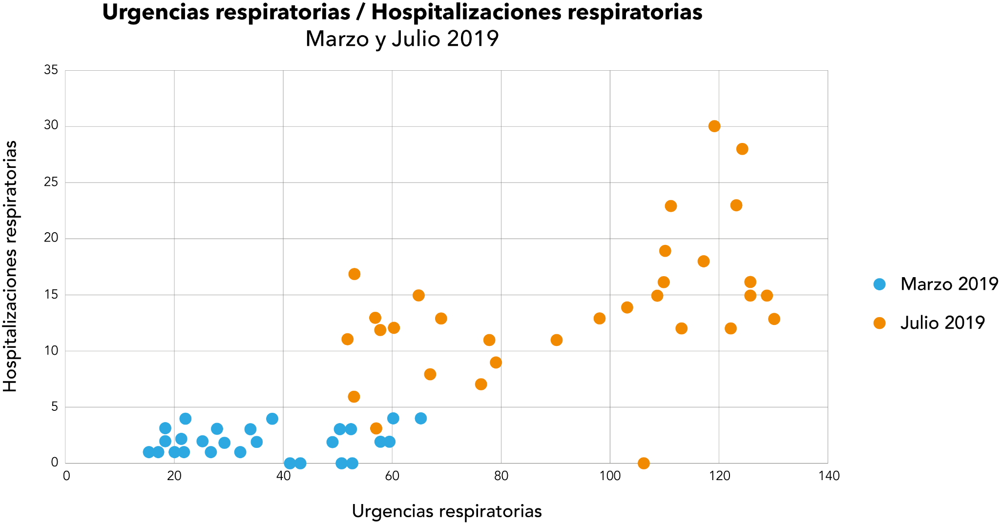 Urgencias respiratorias / Hospitalizaciones respiratorias
Marzo y Julio 2019
Hospitalizaciones respiratorias
35
30
25
20
15
10
5
0
0 20 40 60 80 100 120 140
Urgencias respiratorias
Marzo 2019
Julio 2019